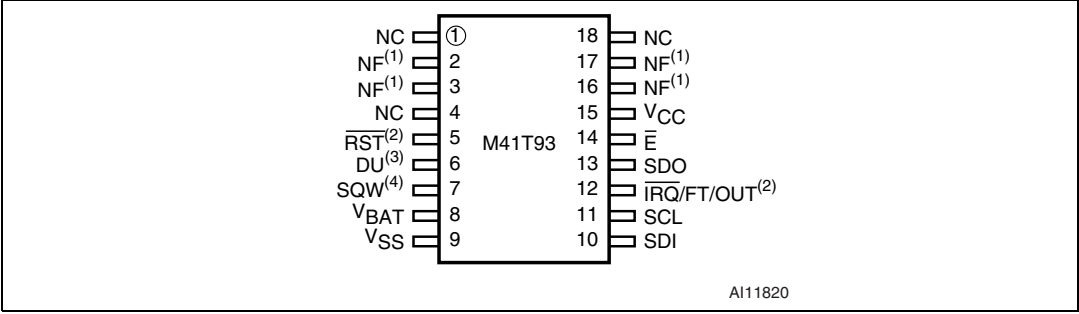 NC ① 18 NC
NF(1) 2 17 NF(1)
NF(1) 3 16 NF(1)
NC 4 15 VCC
R̅S̅T̅(2) 5 M41T93 14 E̅
DU(3) 6 13 SDO
SQW(4) 7 12 I̅R̅Q̅/FT/OUT(2)
VBAT 8 11 SCL
VSS 9 10 SDI
AI11820